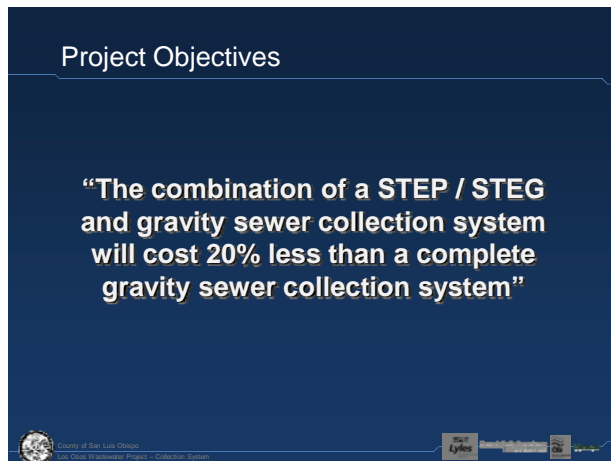 Project Objectives
“The combination of a STEP / STEG
and gravity sewer collection system
will cost 20% less than a complete
gravity sewer collection system”
County of San Luis Obispo
Los Osos Wastewater Project – Collection System
Lyles